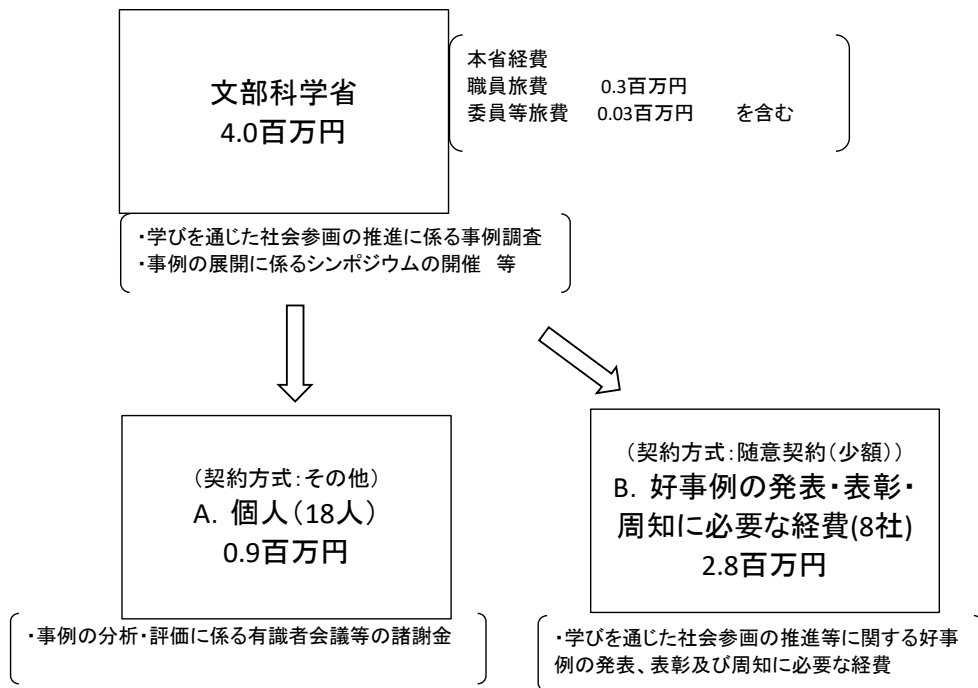 文部科学省
4.0百万円
本省経費
職員旅費 0.3百万円
委員等旅費 0.03百万円 を含む
・学びを通じた社会参画の推進に係る事例調査
・事例の展開に係るシンポジウムの開催 等
(契約方式:その他)
A. 個人(18人)
0.9百万円
・事例の分析・評価に係る有識者会議等の諸謝金
(契約方式:随意契約(少額))
B. 好事例の発表・表彰・
周知に必要な経費(8社)
2.8百万円
・学びを通じた社会参画の推進等に関する好事
例の発表、表彰及び周知に必要な経費